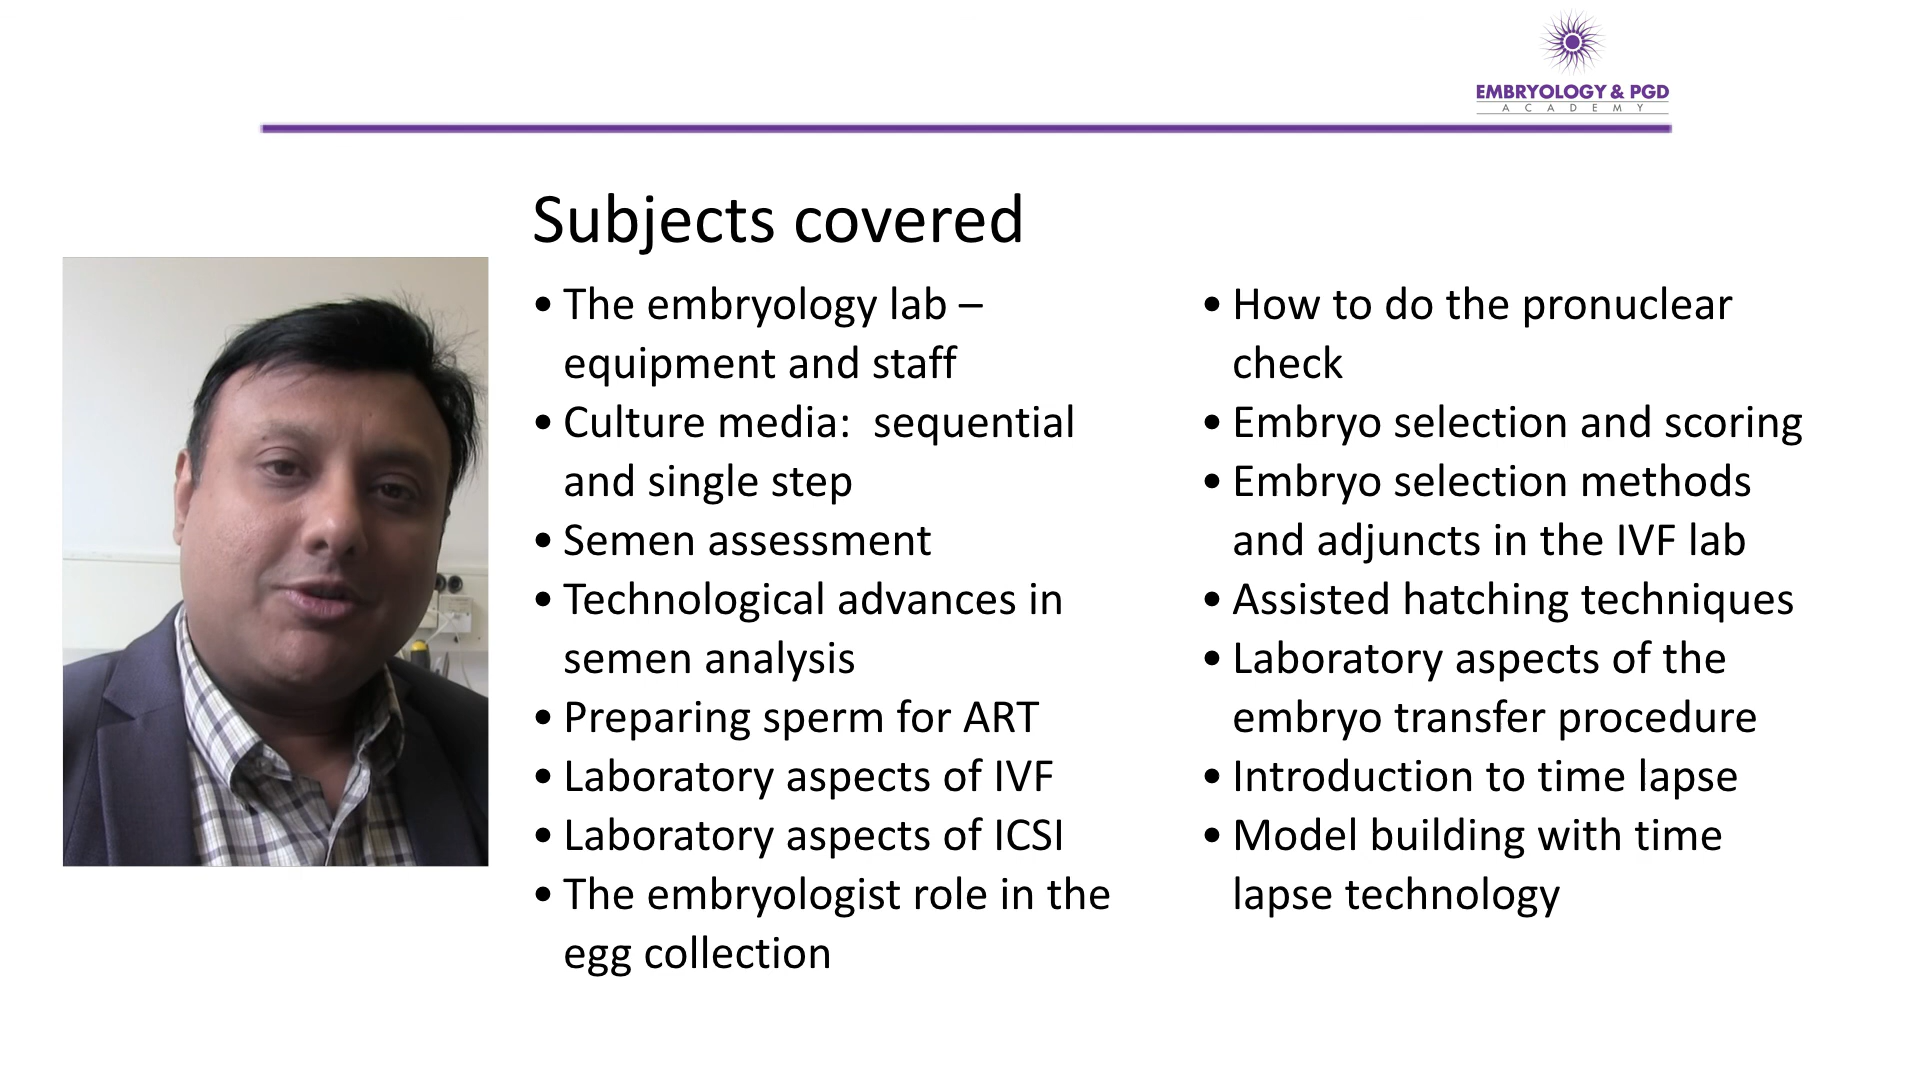 EMBRYOLOGY & PGD
ACADEMY
Subjects covered
• The embryology lab –
equipment and staff
• Culture media:  sequential
and single step
• Semen assessment
• Technological advances in
semen analysis
• Preparing sperm for ART
• Laboratory aspects of IVF
• Laboratory aspects of ICSI
• The embryologist role in the
egg collection
• How to do the pronuclear
check
• Embryo selection and scoring
• Embryo selection methods
and adjuncts in the IVF lab
• Assisted hatching techniques
• Laboratory aspects of the
embryo transfer procedure
• Introduction to time lapse
• Model building with time
lapse technology